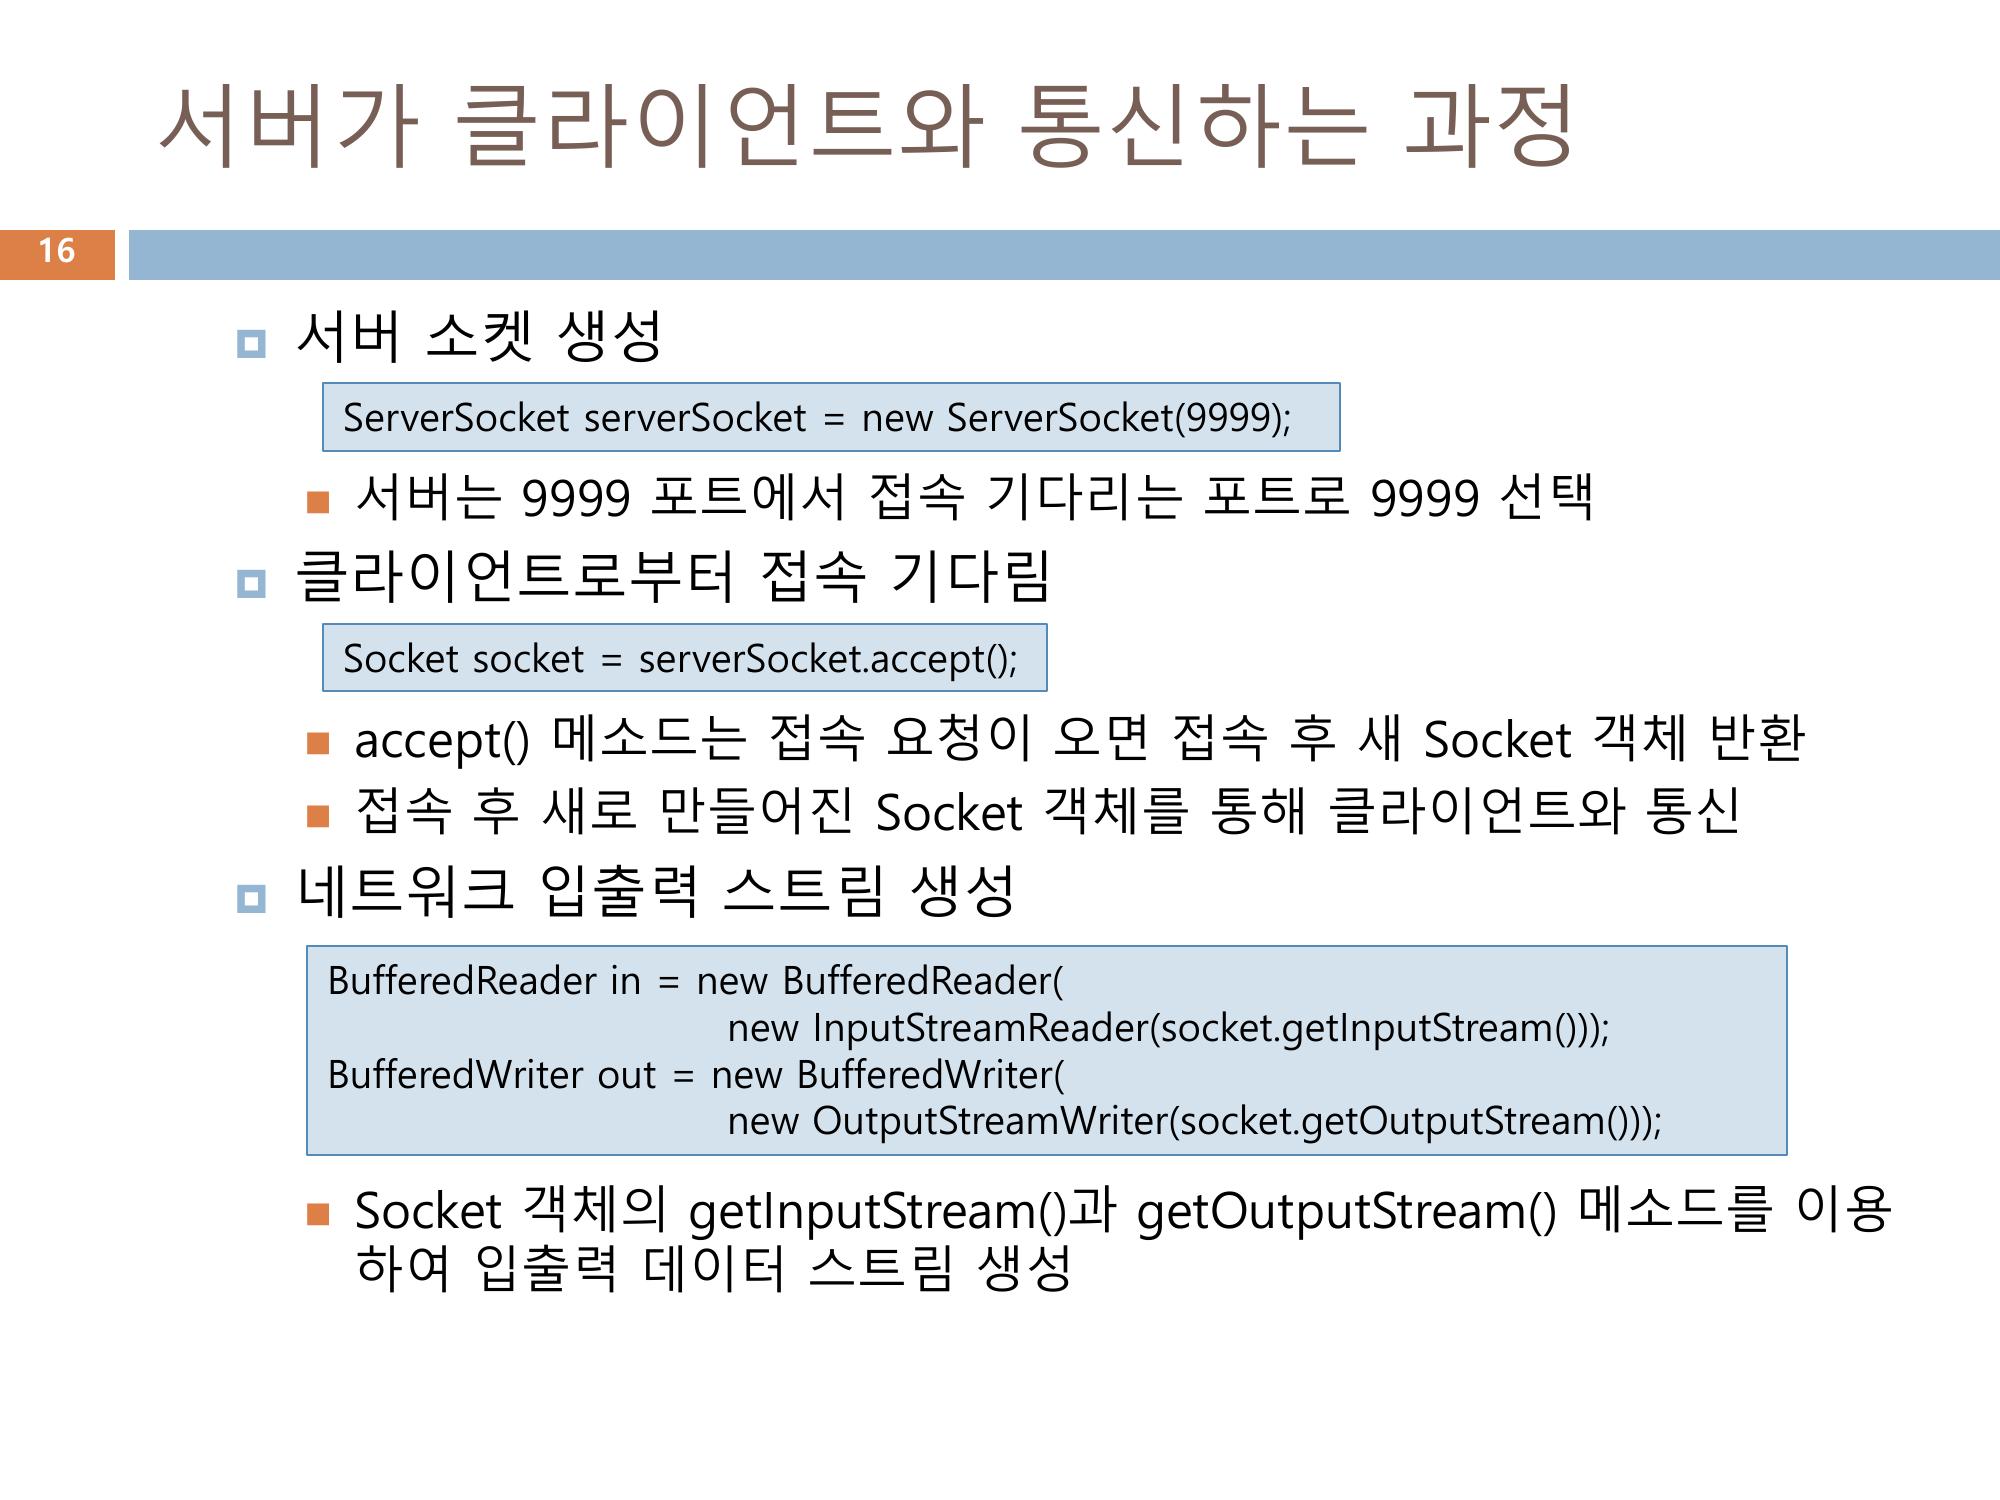 서버가 클라이언트와 통신하는 과정
16
서버 소켓 생성
ServerSocket serverSocket = new ServerSocket(9999);
서버는 9999 포트에서 접속 기다리는 포트로 9999 선택
클라이언트로부터 접속 기다림
Socket socket = serverSocket.accept();
accept() 메소드는 접속 요청이 오면 접속 후 새 Socket 객체 반환
접속 후 새로 만들어진 Socket 객체를 통해 클라이언트와 통신
네트워크 입출력 스트림 생성
BufferedReader in = new BufferedReader(
new InputStreamReader(socket.getInputStream()));
BufferedWriter out = new BufferedWriter(
new OutputStreamWriter(socket.getOutputStream()));
Socket 객체의 getInputStream()과 getOutputStream() 메소드를 이용
하여 입출력 데이터 스트림 생성